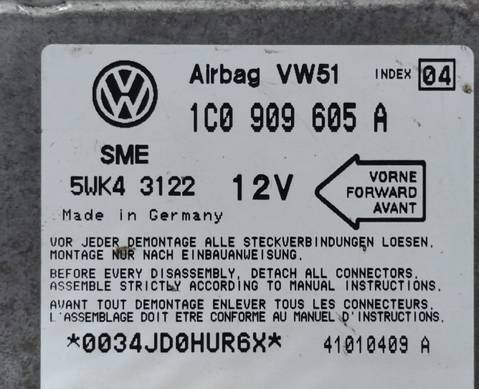 Airbag VW51 INDEX 04
1C0 909 605 A
SME
5WK4 3122 12V
VORNE
FORWARD
AVANT
Made in Germany
VOR JEDER DEMONTAGE ALLE STECKVERBINDUNGEN LOESEN.
MONTAGE NUR NACH EINBAUANWEISUNG.
BEFORE EVERY DISASSEMBLY, DETACH ALL CONNECTORS.
ASSEMBLE STRICTLY ACCORDING TO MANUAL INSTRUCTIONS.
AVANT TOUT DEMONTAGE ENLEVER TOUS LES CONNECTEURS.
L'ASSEMBLAGE DOIT ETRE CONFORME AU MANUEL D'INSTRUCTIONS.
*0034JD0HUR6X* 41010409 A